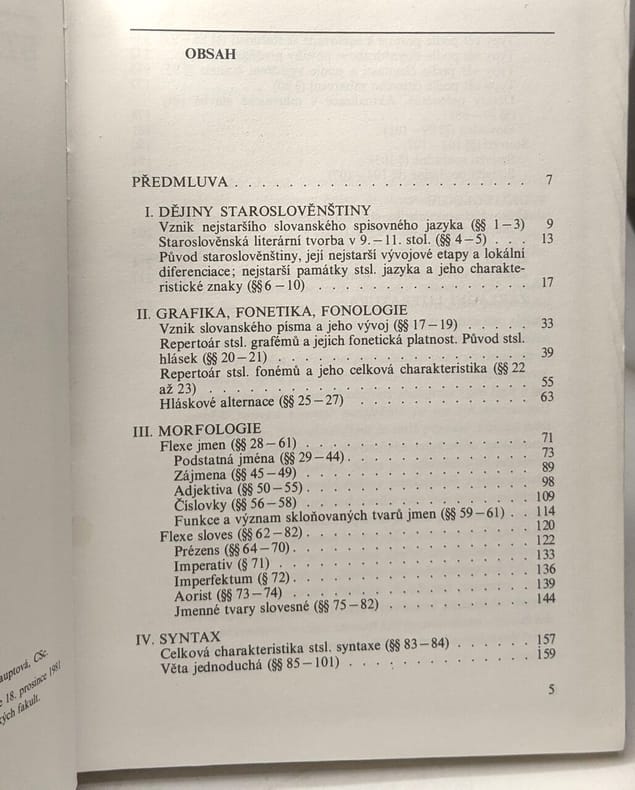 OBSAH
PŘEDMLUVA . . . . . . . . . . . . . . . . . . . . . . . 7
I. DĚJINY STAROSLOVĚNŠTINY
Vznik nejstaršího slovanského spisovného jazyka (§§ 1–3) 9
Staroslověnská literární tvorba v 9.–11. stol. (§§ 4–5) . . . 13
Původ staroslověnštiny, její nejstarší vývojové etapy a lokální
diferenciace; nejstarší památky stsl. jazyka a jeho charakte-
ristické znaky (§§ 6–10) . . . . . . . . . . . . . . . 17
II. GRAFIKA, FONETIKA, FONOLOGIE
Vznik slovanského písma a jeho vývoj (§§ 17–19) . . . . . 33
Repertoár stsl. grafémů a jejich fonetická platnost. Původ stsl.
hlásek (§§ 20–21) . . . . . . . . . . . . . . . . . . 39
Repertoár stsl. fonémů a jeho celková charakteristika (§§ 22
až 23) . . . . . . . . . . . . . . . . . . . . . . . 55
Hláskové alternace (§§ 25–27) . . . . . . . . . . . . 63
III. MORFOLOGIE
Flexe jmen (§§ 28–61) . . . . . . . . . . . . . . . . 71
Podstatná jména (§§ 29–44) . . . . . . . . . . . . . 73
Zájmena (§§ 45–49) . . . . . . . . . . . . . . . . . 89
Adjektiva (§§ 50–55) . . . . . . . . . . . . . . . . 98
Číslovky (§§ 56–58) . . . . . . . . . . . . . . . . . 109
Funkce a význam skloňovaných tvarů jmen (§§ 59–61) . . 114
Flexe sloves (§§ 62–82) . . . . . . . . . . . . . . . 120
Prézens (§§ 64–70) . . . . . . . . . . . . . . . . . 122
Imperativ (§ 71) . . . . . . . . . . . . . . . . . . 133
Imperfektum (§ 72) . . . . . . . . . . . . . . . . . 136
Aorist (§§ 73–74) . . . . . . . . . . . . . . . . . . 139
Jmenné tvary slovesné (§§ 75–82) . . . . . . . . . . 144
IV. SYNTAX
Celková charakteristika stsl. syntaxe (§§ 83–84) . . . . . 157
Věta jednoduchá (§§ 85–101) . . . . . . . . . . . . . 159
5
auptová, CSc.
18. prosince 1981
fakult.